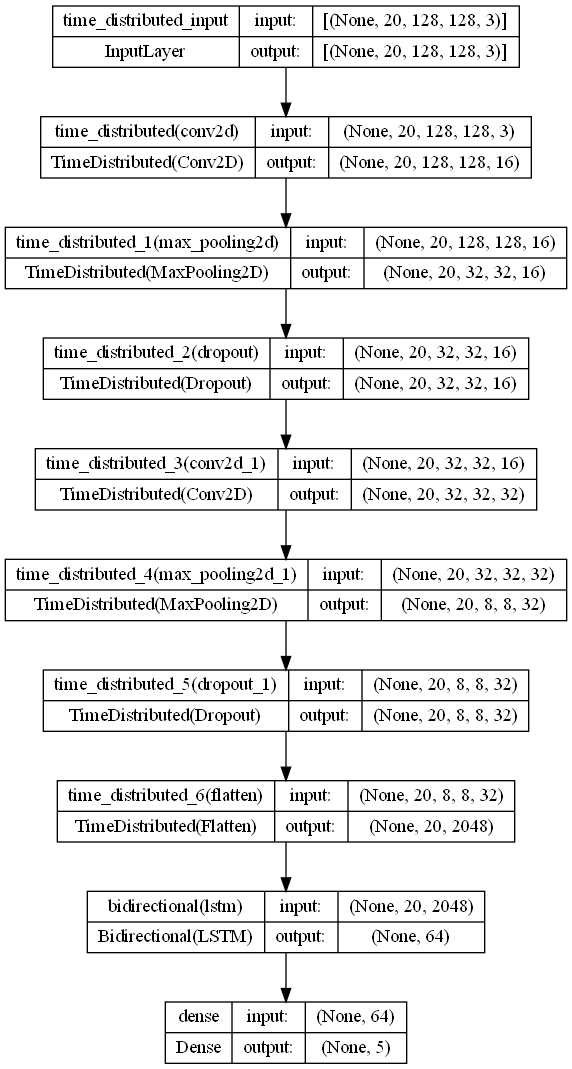 time_distributed_input input: [(None, 20, 128, 128, 3)]
InputLayer output: [(None, 20, 128, 128, 3)]
time_distributed(conv2d) input: (None, 20, 128, 128, 3)
TimeDistributed(Conv2D) output: (None, 20, 128, 128, 16)
time_distributed_1(max_pooling2d) input: (None, 20, 128, 128, 16)
TimeDistributed(MaxPooling2D) output: (None, 20, 32, 32, 16)
time_distributed_2(dropout) input: (None, 20, 32, 32, 16)
TimeDistributed(Dropout) output: (None, 20, 32, 32, 16)
time_distributed_3(conv2d_1) input: (None, 20, 32, 32, 16)
TimeDistributed(Conv2D) output: (None, 20, 32, 32, 32)
time_distributed_4(max_pooling2d_1) input: (None, 20, 32, 32, 32)
TimeDistributed(MaxPooling2D) output: (None, 20, 8, 8, 32)
time_distributed_5(dropout_1) input: (None, 20, 8, 8, 32)
TimeDistributed(Dropout) output: (None, 20, 8, 8, 32)
time_distributed_6(flatten) input: (None, 20, 8, 8, 32)
TimeDistributed(Flatten) output: (None, 20, 2048)
bidirectional(lstm) input: (None, 20, 2048)
Bidirectional(LSTM) output: (None, 64)
dense input: (None, 64)
Dense output: (None, 5)